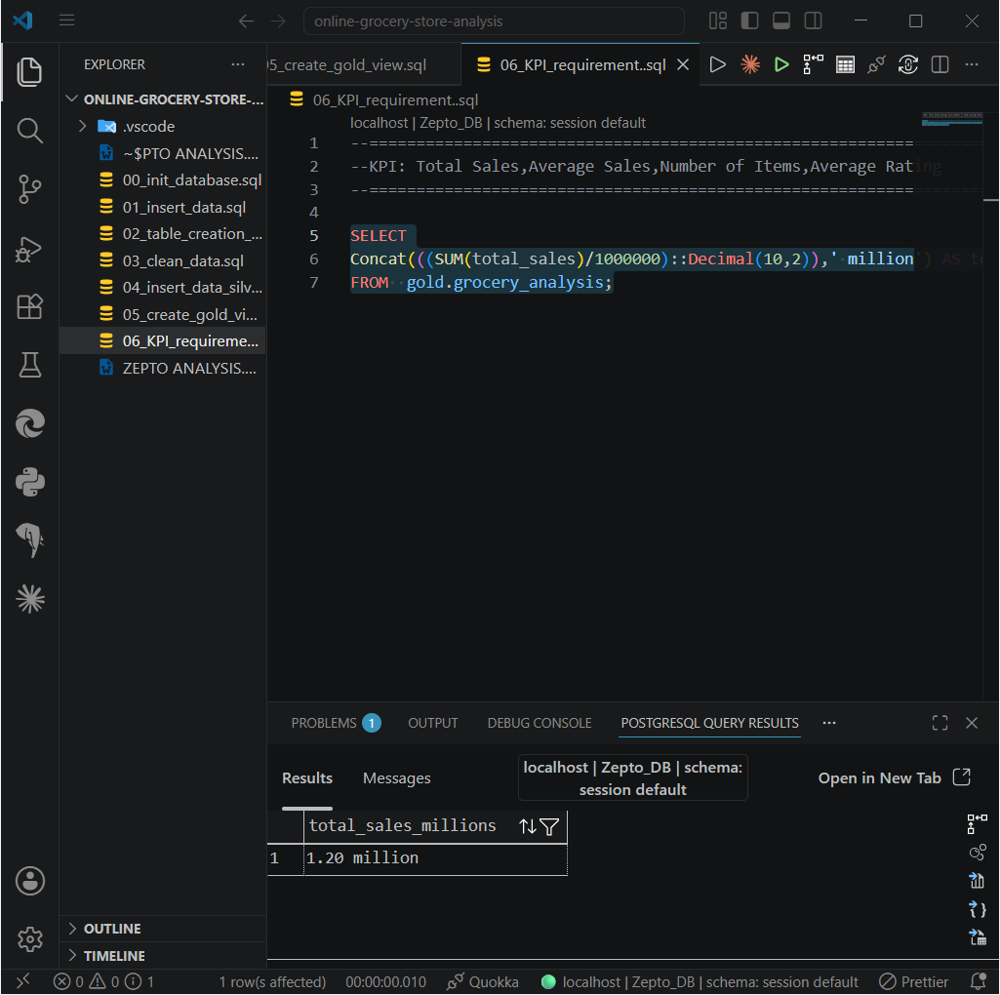 online-grocery-store-analysis
EXPLORER
5_create_gold_view.sql
06_KPI_requirement..sql
ONLINE-GROCERY-STORE-...
.vscode
~$PTO ANALYSIS....
00_init_database.sql
01_insert_data.sql
02_table_creation_...
03_clean_data.sql
04_insert_data_silv...
05_create_gold_vi...
06_KPI_requireme...
ZEPTO ANALYSIS....
06_KPI_requirement..sql
localhost | Zepto_DB | schema: session default
1 --==========================================================
2 --KPI: Total Sales,Average Sales,Number of Items,Average Rating
3 --==========================================================
4
5 SELECT
6 Concat(((SUM(total_sales)/1000000)::Decimal(10,2)),' million') AS to
7 FROM  gold.grocery_analysis;
PROBLEMS 1
OUTPUT
DEBUG CONSOLE
POSTGRESQL QUERY RESULTS
Results
Messages
localhost | Zepto_DB | schema:
session default
Open in New Tab
total_sales_millions
1 1.20 million
OUTLINE
TIMELINE
0 0 1
1 row(s affected)
00:00:00.010
Quokka
localhost | Zepto_DB | schema: session default
Prettier